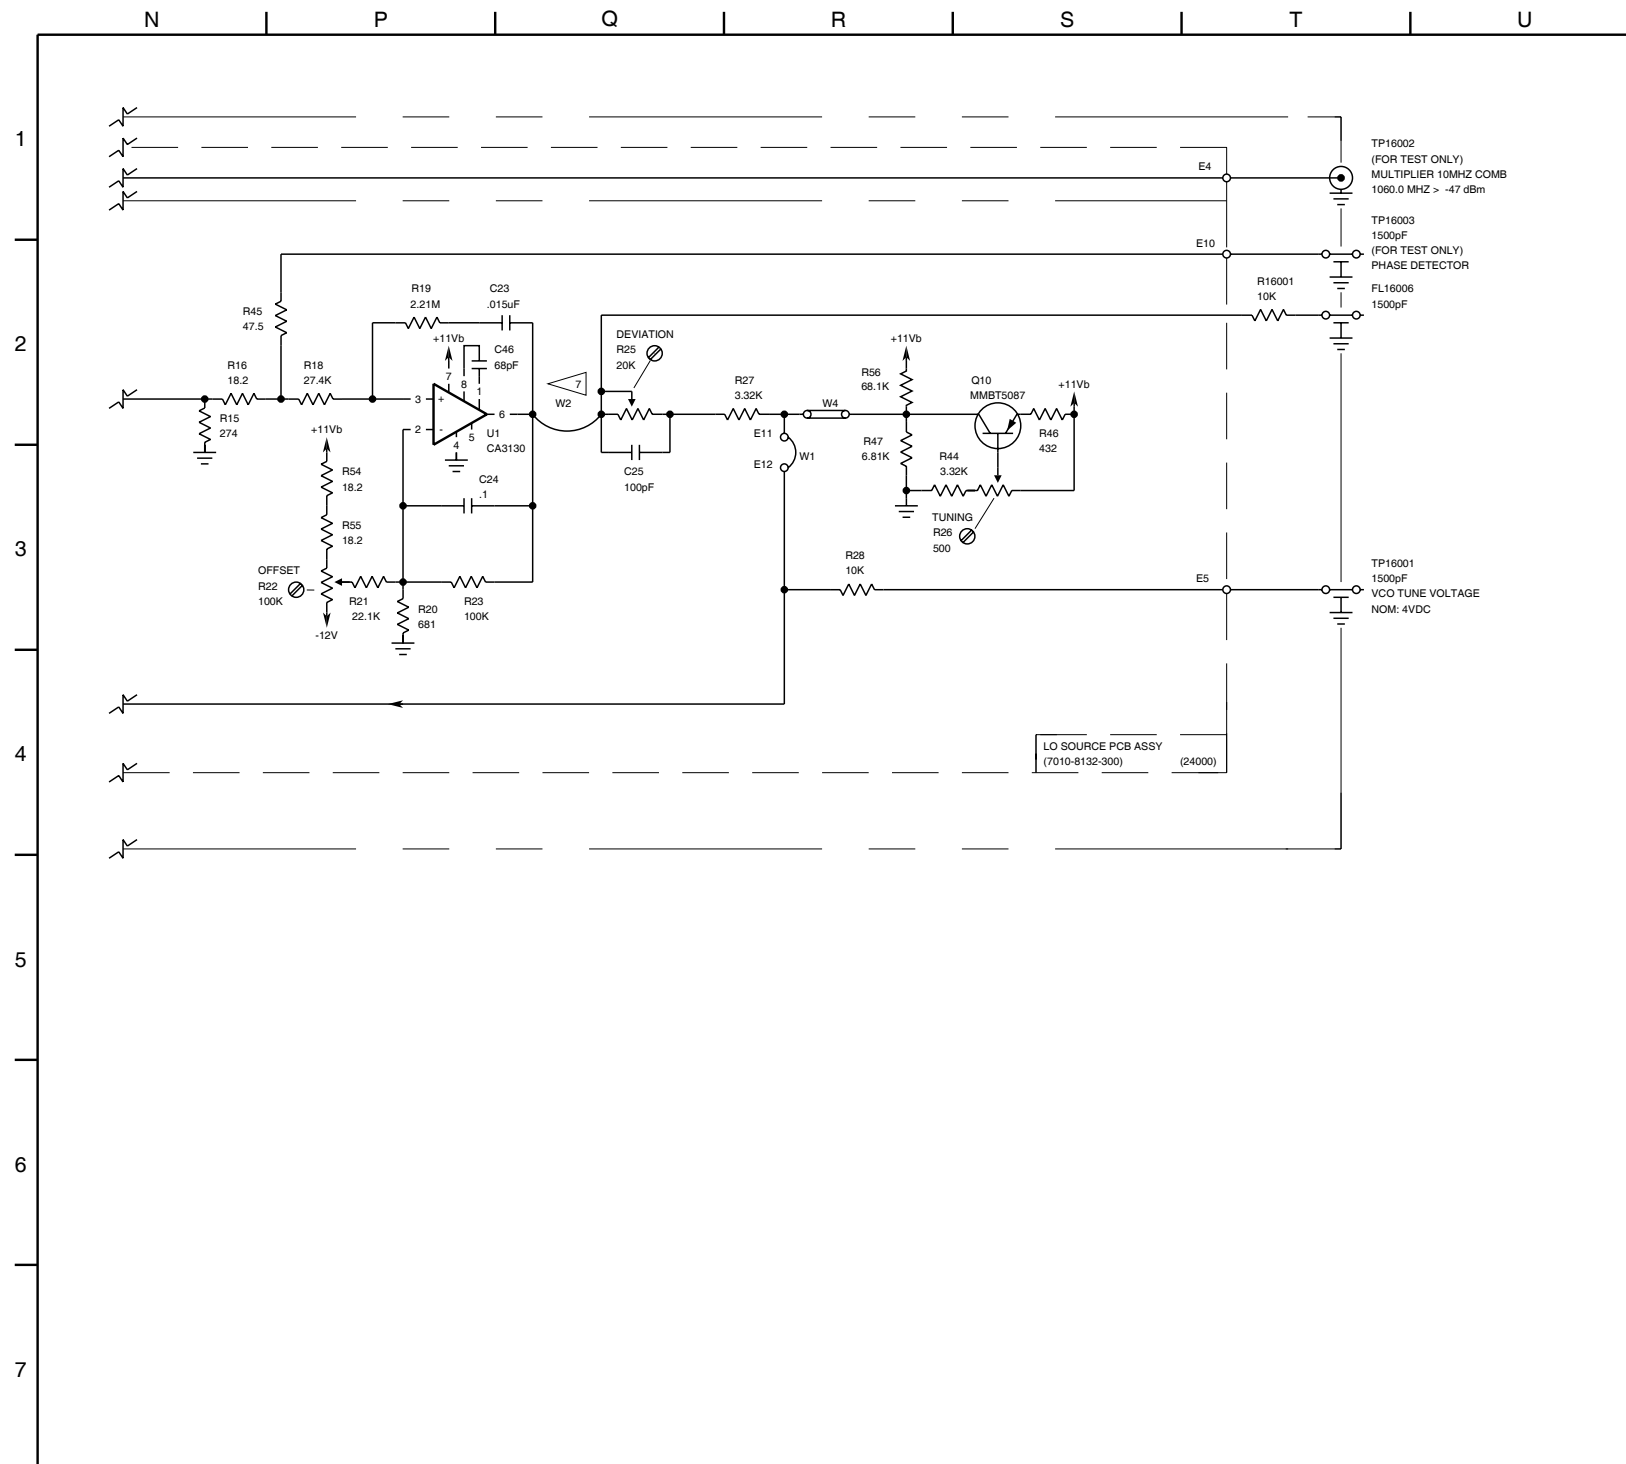 N P Q R S T U
1
TP16002
(FOR TEST ONLY)
MULTIPLIER 10MHZ COMB
1060.0 MHZ > -47 dBm
E4
TP16003
1500pF
(FOR TEST ONLY)
PHASE DETECTOR
E10
R16001
10K
FL16006
1500pF
2
R45
47.5
R19
2.21M
C23
.015uF
+11Vb
C46
68pF
DEVIATION
R25
20K
+11Vb
R16
18.2
R18
27.4K
7
8
1
7
W2
R27
3.32K
R56
68.1K
Q10
MMBT5087
+11Vb
3
+
6
W4
R15
274
+11Vb
2
-
4
5
U1
CA3130
E11
E12
W1
R47
6.81K
R46
432
R44
3.32K
C25
100pF
R54
18.2
C24
.1
TUNING
R26
500
3
R55
18.2
OFFSET
R22
100K
R21
22.1K
R20
681
R23
100K
-12V
R28
10K
E5
TP16001
1500pF
VCO TUNE VOLTAGE
NOM: 4VDC
4
LO SOURCE PCB ASSY
(7010-8132-300) (24000)
5
6
7